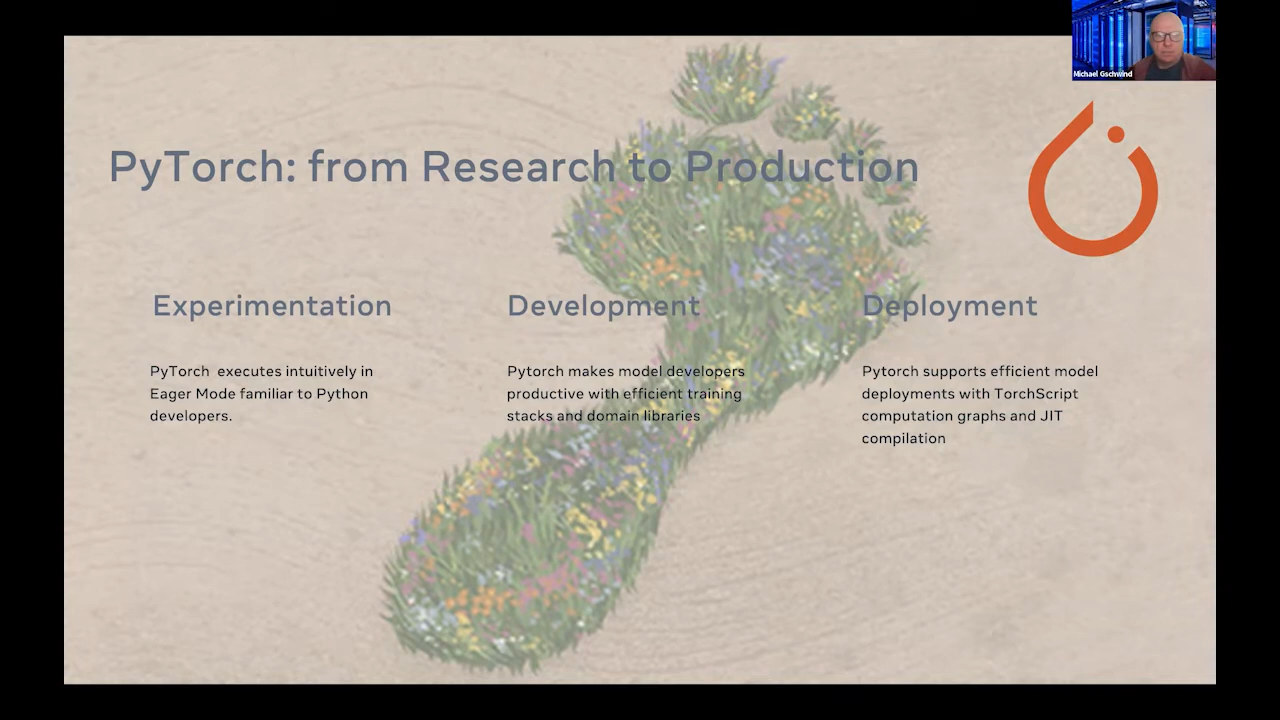 Michael Gschwind
PyTorch: from Research to Production
Experimentation
PyTorch executes intuitively in
Eager Mode familiar to Python
developers.
Development
Pytorch makes model developers
productive with efficient training
stacks and domain libraries
Deployment
Pytorch supports efficient model
deployments with TorchScript
computation graphs and JIT
compilation